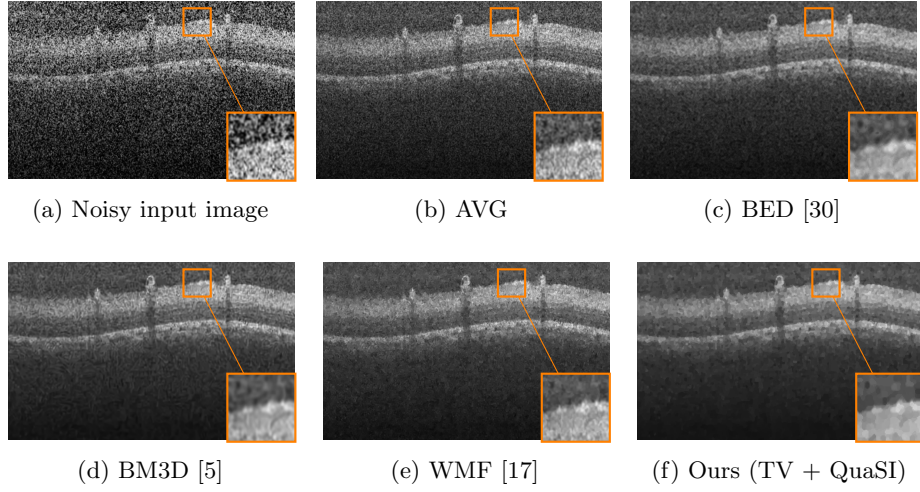 (a) Noisy input image
(b) AVG
(c) BED [30]
(d) BM3D [5]
(e) WMF [17]
(f) Ours (TV + QuaSI)